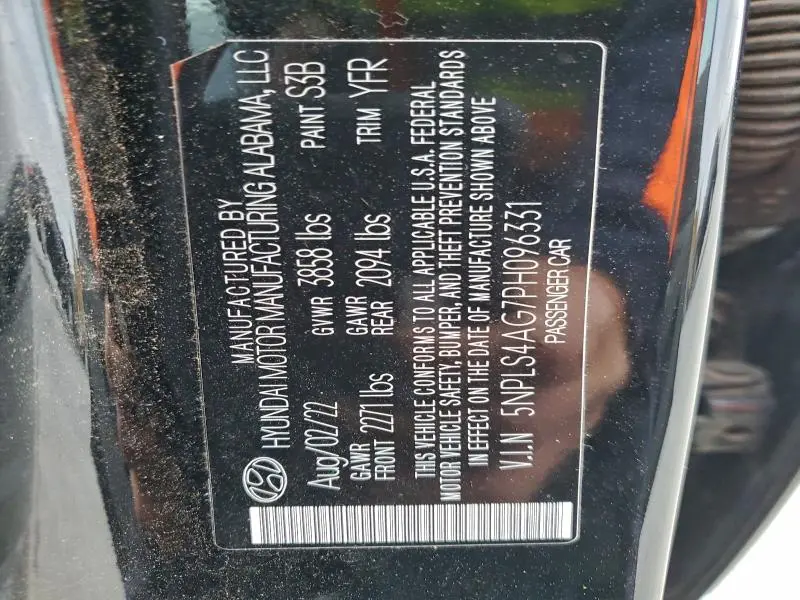 MANUFACTURED BY
HYUNDAI MOTOR MANUFACTURING ALABAMA, LLC
Aug/02/22 GVWR 3858 lbs PAINT S3B
GAWR FRONT 2271 lbs GAWR REAR 2094 lbs TRIM YFR
THIS VEHICLE CONFORMS TO ALL APPLICABLE U.S.A. FEDERAL
MOTOR VEHICLE SAFETY, BUMPER, AND THEFT PREVENTION STANDARDS
IN EFFECT ON THE DATE OF MANUFACTURE SHOWN ABOVE
V.I.N 5NPLS4AG7PH096331
PASSENGER CAR